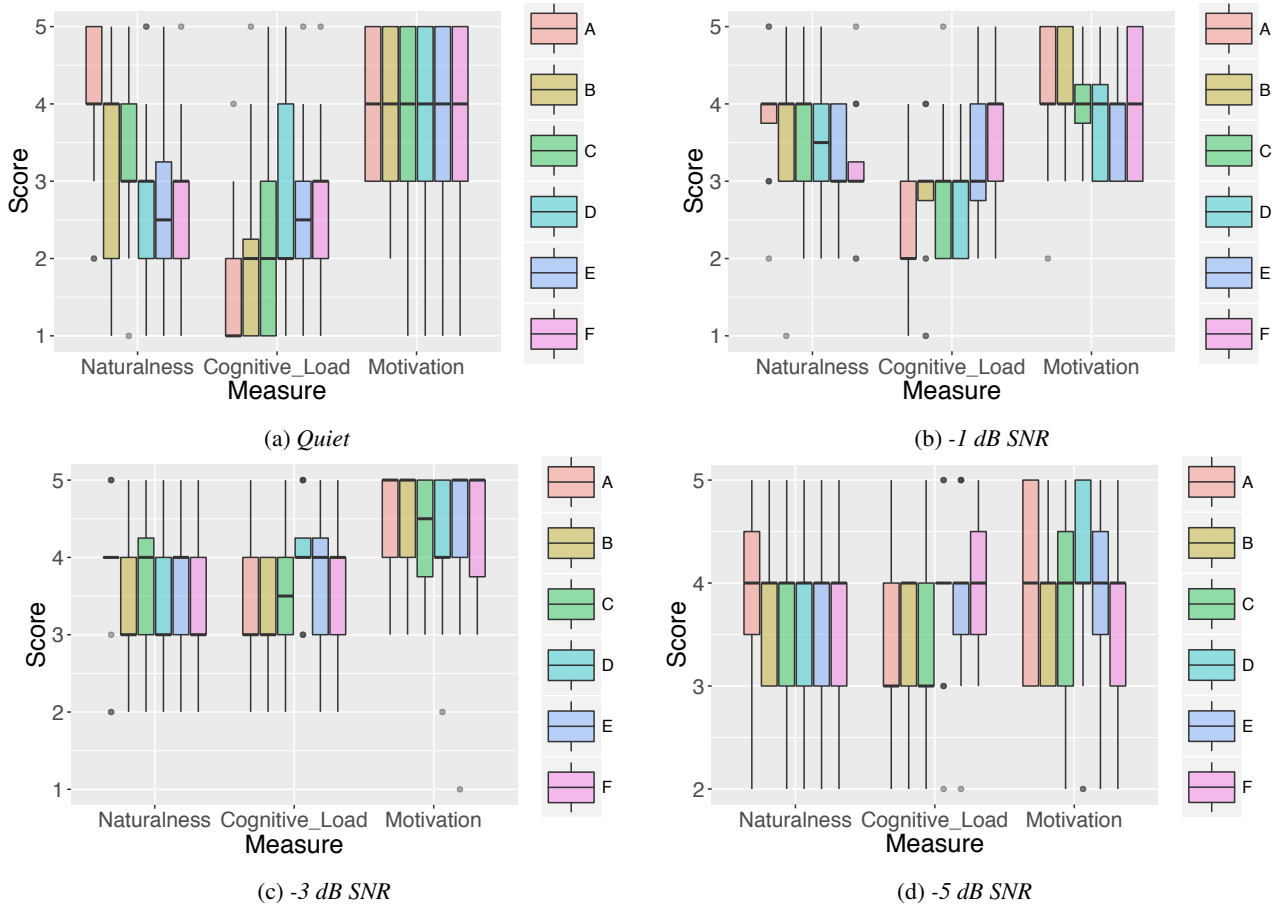 5
4
3
2
1
Score
Naturalness Cognitive_Load Motivation
Measure
A
B
C
D
E
F
(a) Quiet
5
4
3
2
1
Score
Naturalness Cognitive_Load Motivation
Measure
A
B
C
D
E
F
(b) -1 dB SNR
5
4
3
2
1
Score
Naturalness Cognitive_Load Motivation
Measure
A
B
C
D
E
F
(c) -3 dB SNR
5
4
3
2
Score
Naturalness Cognitive_Load Motivation
Measure
A
B
C
D
E
F
(d) -5 dB SNR